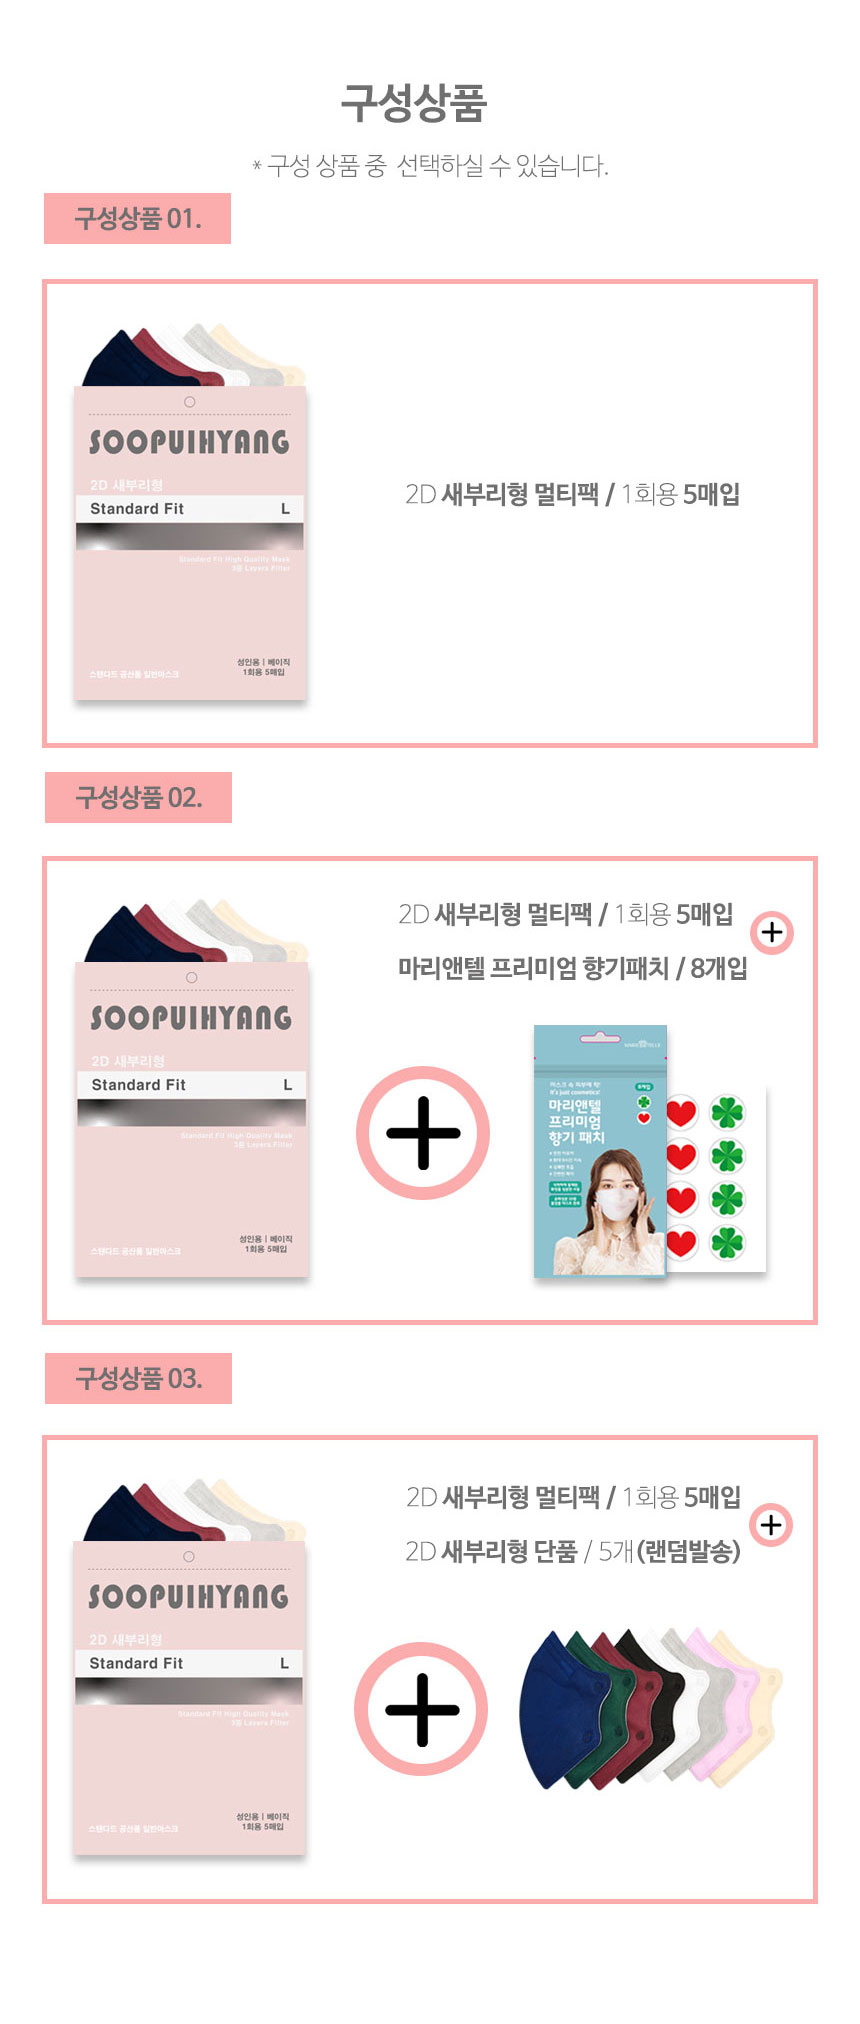 구성상품
* 구성 상품 중 선택하실 수 있습니다.
구성상품 01.
SOOPUIHYANG
2D 새부리형
Standard Fit L
Standard Fit High Quality Mask
3중 Layers Filter
2D 새부리형 멀티팩 / 1회용 5매입
성인용 | 베이직
1회용 5매입
스탠다드 공산품 일반마스크
구성상품 02.
2D 새부리형 멀티팩 / 1회용 5매입
마리앤텔 프리미엄 향기패치 / 8개입
SOOPUIHYANG
2D 새부리형
Standard Fit L
Standard Fit High Quality Mask
3중 Layers Filter
성인용 | 베이직
1회용 5매입
스탠다드 공산품 일반마스크
It's just cosmetics!
8개입
마리앤텔
프리미엄
향기 패치
구성상품 03.
2D 새부리형 멀티팩 / 1회용 5매입
2D 새부리형 단품 / 5개(랜덤발송)
SOOPUIHYANG
2D 새부리형
Standard Fit L
Standard Fit High Quality Mask
3중 Layers Filter
성인용 | 베이직
1회용 5매입
스탠다드 공산품 일반마스크